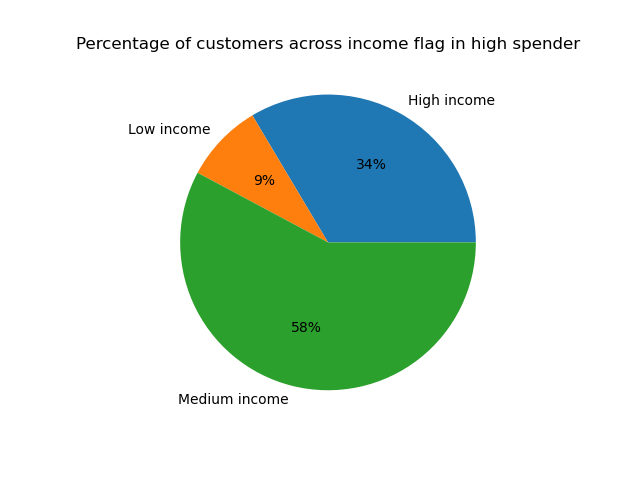 Percentage of customers across income flag in high spender
High income
Low income
34%
9%
58%
Medium income